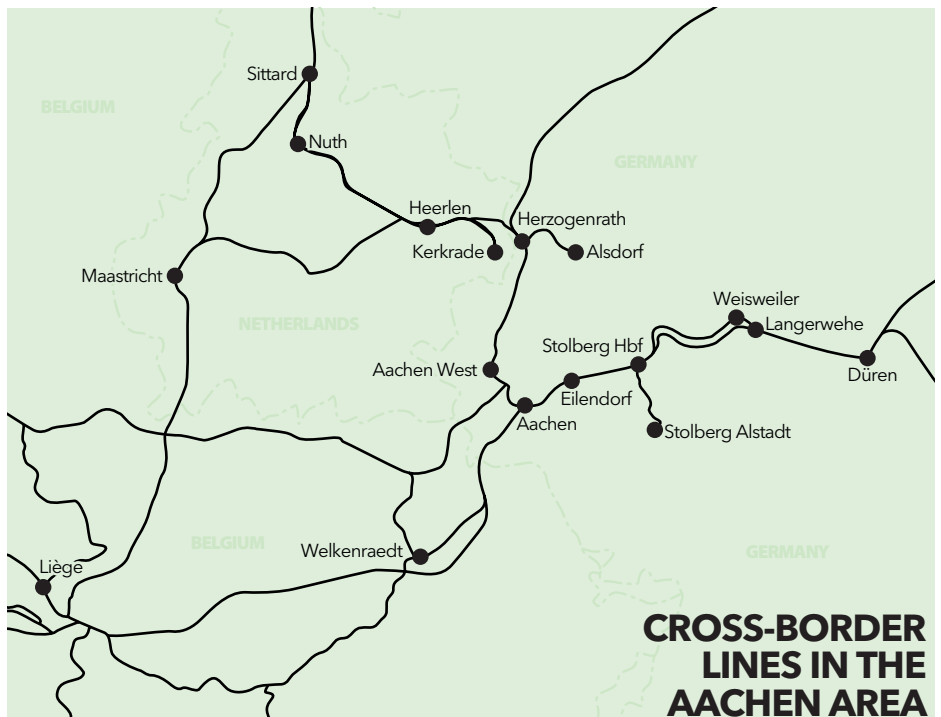 Sittard
BELGIUM
Nuth
GERMANY
Heerlen
Herzogenrath
Kerkrade
Alsdorf
Maastricht
Weisweiler
NETHERLANDS
Langerwehe
Stolberg Hbf
Aachen West
Düren
Eilendorf
Aachen
Stolberg Alstadt
BELGIUM
Welkenraedt
GERMANY
Liège
CROSS-BORDER
LINES IN THE
AACHEN AREA